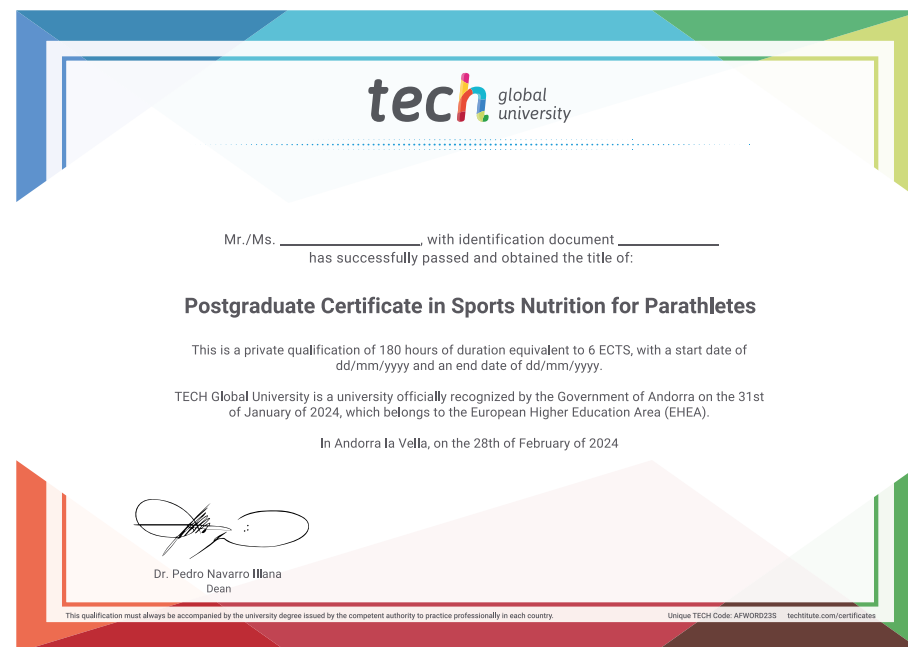 tech global university
Mr./Ms. ____________________, with identification document ______________
has successfully passed and obtained the title of:
Postgraduate Certificate in Sports Nutrition for Parathletes
This is a private qualification of 180 hours of duration equivalent to 6 ECTS, with a start date of
dd/mm/yyyy and an end date of dd/mm/yyyy.
TECH Global University is a university officially recognized by the Government of Andorra on the 31st
of January of 2024, which belongs to the European Higher Education Area (EHEA).
In Andorra la Vella, on the 28th of February of 2024
Dr. Pedro Navarro Illana
Dean
This qualification must always be accompanied by the university degree issued by the competent authority to practice professionally in each country. Unique TECH Code: AFWORD23S techtitute.com/certificates